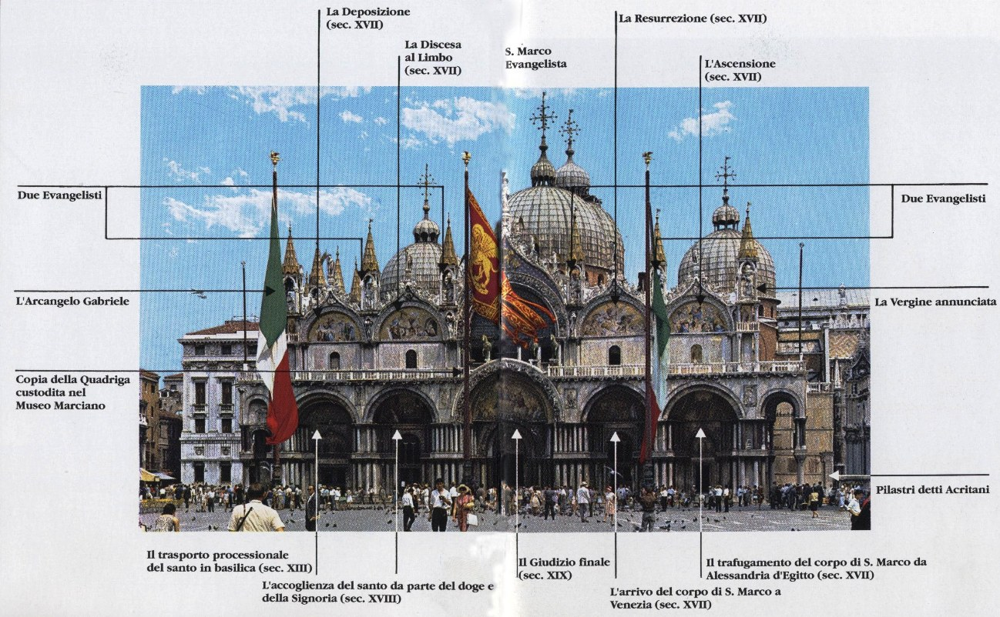 La Deposizione
(sec. XVII)
La Discesa
al Limbo
(sec. XVII)
S. Marco
Evangelista
La Resurrezione (sec. XVII)
L'Ascensione
(sec. XVII)
Due Evangelisti
Due Evangelisti
L'Arcangelo Gabriele
La Vergine annunciata
Copia della Quadriga
custodita nel
Museo Marciano
Pilastri detti Acritani
Il trasporto processionale
del santo in basilica (sec. XIII)
L'accoglienza del santo da parte del doge e
della Signoria (sec. XVIII)
Il Giudizio finale
(sec. XIX)
L'arrivo del corpo di S. Marco a
Venezia (sec. XVII)
Il trafugamento del corpo di S. Marco da
Alessandria d'Egitto (sec. XVII)